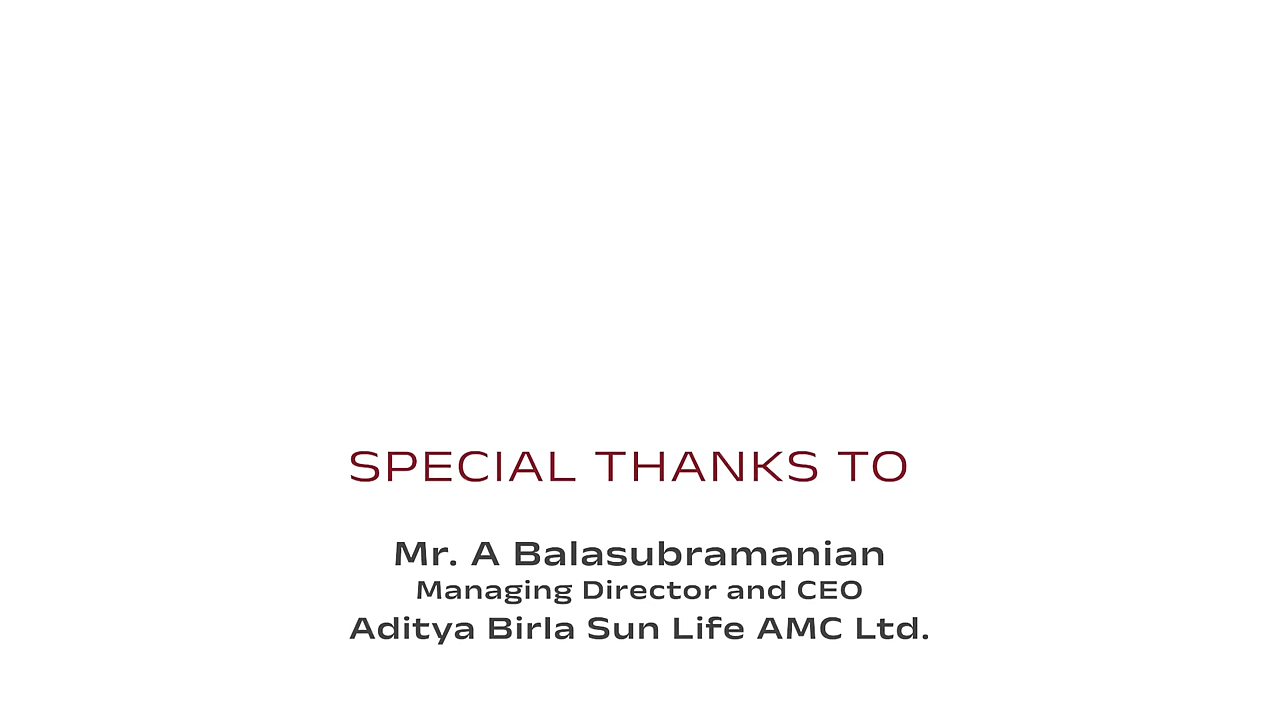 SPECIAL THANKS TO
Mr. A Balasubramanian
Managing Director and CEO
Aditya Birla Sun Life AMC Ltd.